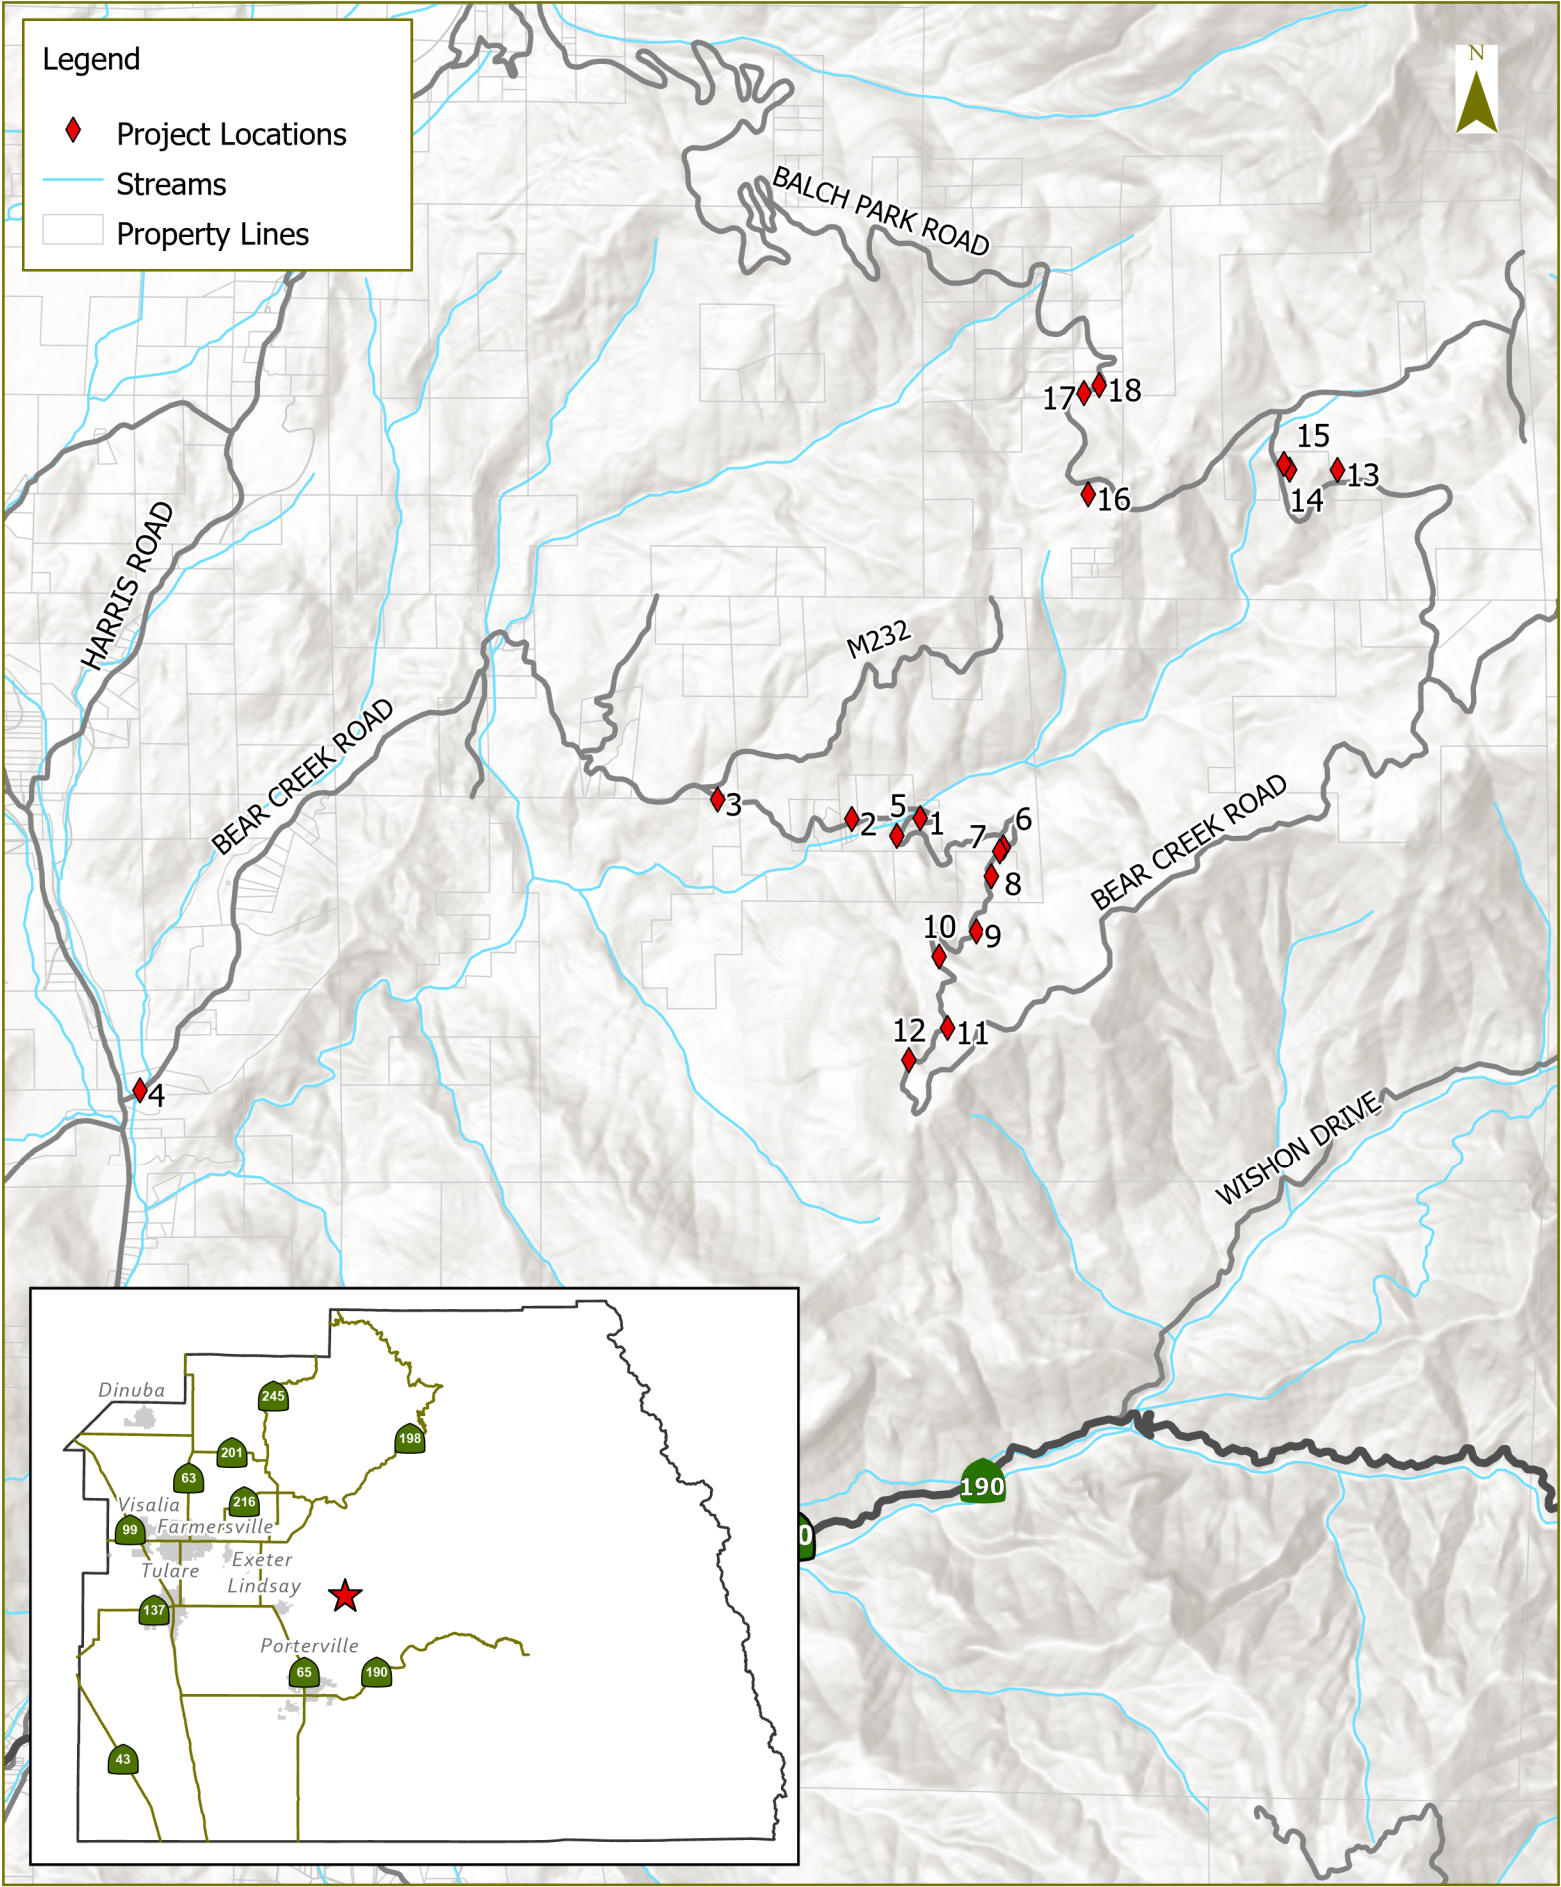 Legend
Project Locations
Streams
Property Lines
N
BALCH PARK ROAD
17
18
15
13
14
16
HARRIS ROAD
M232
BEAR CREEK ROAD
3
2
5
1
7
6
8
BEAR CREEK ROAD
10
9
12
11
4
WISHON DRIVE
190
0
Dinuba
245
201
198
63
216
Visalia
99
Farmersville
Exeter
Tulare
Lindsay
137
Porterville
65
190
43